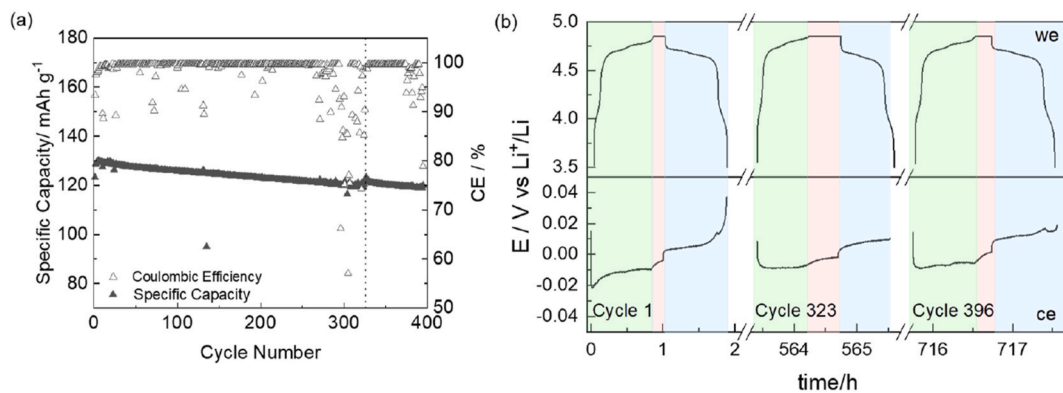 (a)
180
160
140
120
100
80
Specific Capacity/ mAh g⁻¹
100
90
80
75
70
65
60
55
50
CE / %
△ Coulombic Efficiency
▲ Specific Capacity
0 100 200 300 400
Cycle Number
(b)
5.0
4.5
4.0
3.5
we
0.04
0.02
0.00
-0.02
-0.04
E / V vs Li⁺/Li
Cycle 1 Cycle 323 Cycle 396 ce
0 1 2 564 565 716 717
time/h